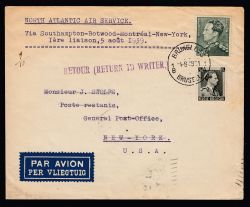 NORTH ATLANTIC AIR SERVICE.
Via Southampton-Botwood-Montreal-New-York,
1ère liaison, 5 août 1939.
RETOUR (RETURN TO WRITER)
Monsieur J.
Poste restante,
General Post-Office,
NEW-YORK.
U.S.A.
PAR AVION
PER VLIEGTUIG